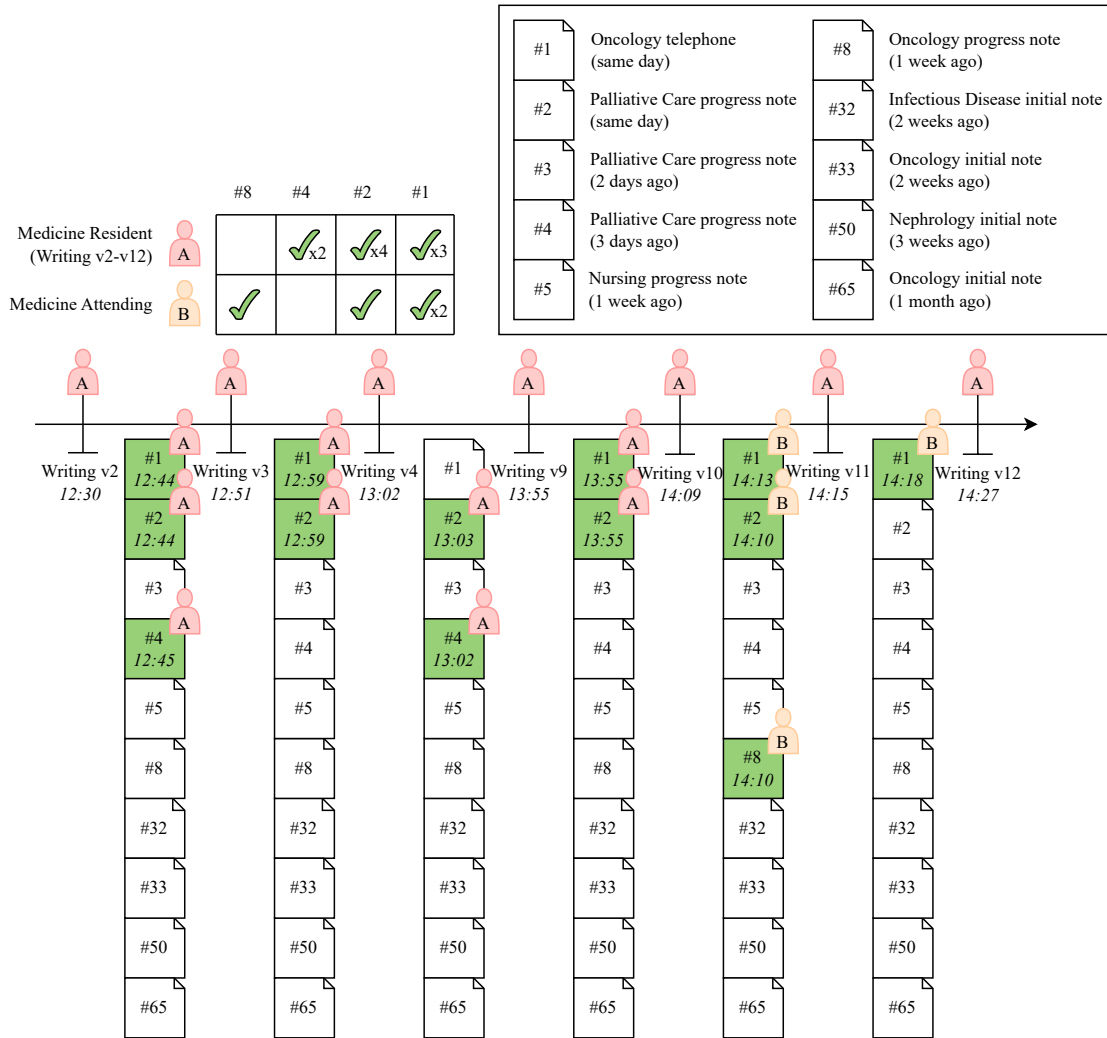 #1
Oncology telephone
(same day)
#2
Palliative Care progress note
(same day)
#3
Palliative Care progress note
(2 days ago)
#4
Palliative Care progress note
(3 days ago)
#5
Nursing progress note
(1 week ago)
#8
Oncology progress note
(1 week ago)
#32
Infectious Disease initial note
(2 weeks ago)
#33
Oncology initial note
(2 weeks ago)
#50
Nephrology initial note
(3 weeks ago)
#65
Oncology initial note
(1 month ago)
#8 #4 #2 #1
Medicine Resident
(Writing v2-v12)
A
x2 x4 x3
Medicine Attending
B
x2
A A A A A A A
Writing v2
12:30
Writing v3
12:51
Writing v4
13:02
Writing v9
13:55
Writing v10
14:09
Writing v11
14:15
Writing v12
14:27
A
#1
12:44
A
#2
12:44
#3
A
#4
12:45
#5
#8
#32
#33
#50
#65
A
#1
12:59
A
#2
12:59
#3
#4
#5
#8
#32
#33
#50
#65
#1
A
#2
13:03
#3
A
#4
13:02
#5
#8
#32
#33
#50
#65
A
#1
13:55
A
#2
13:55
#3
#4
#5
#8
#32
#33
#50
#65
B
#1
14:13
B
#2
14:10
#3
#4
#5
B
#8
14:10
#32
#33
#50
#65
B
#1
14:18
#2
#3
#4
#5
#8
#32
#33
#50
#65